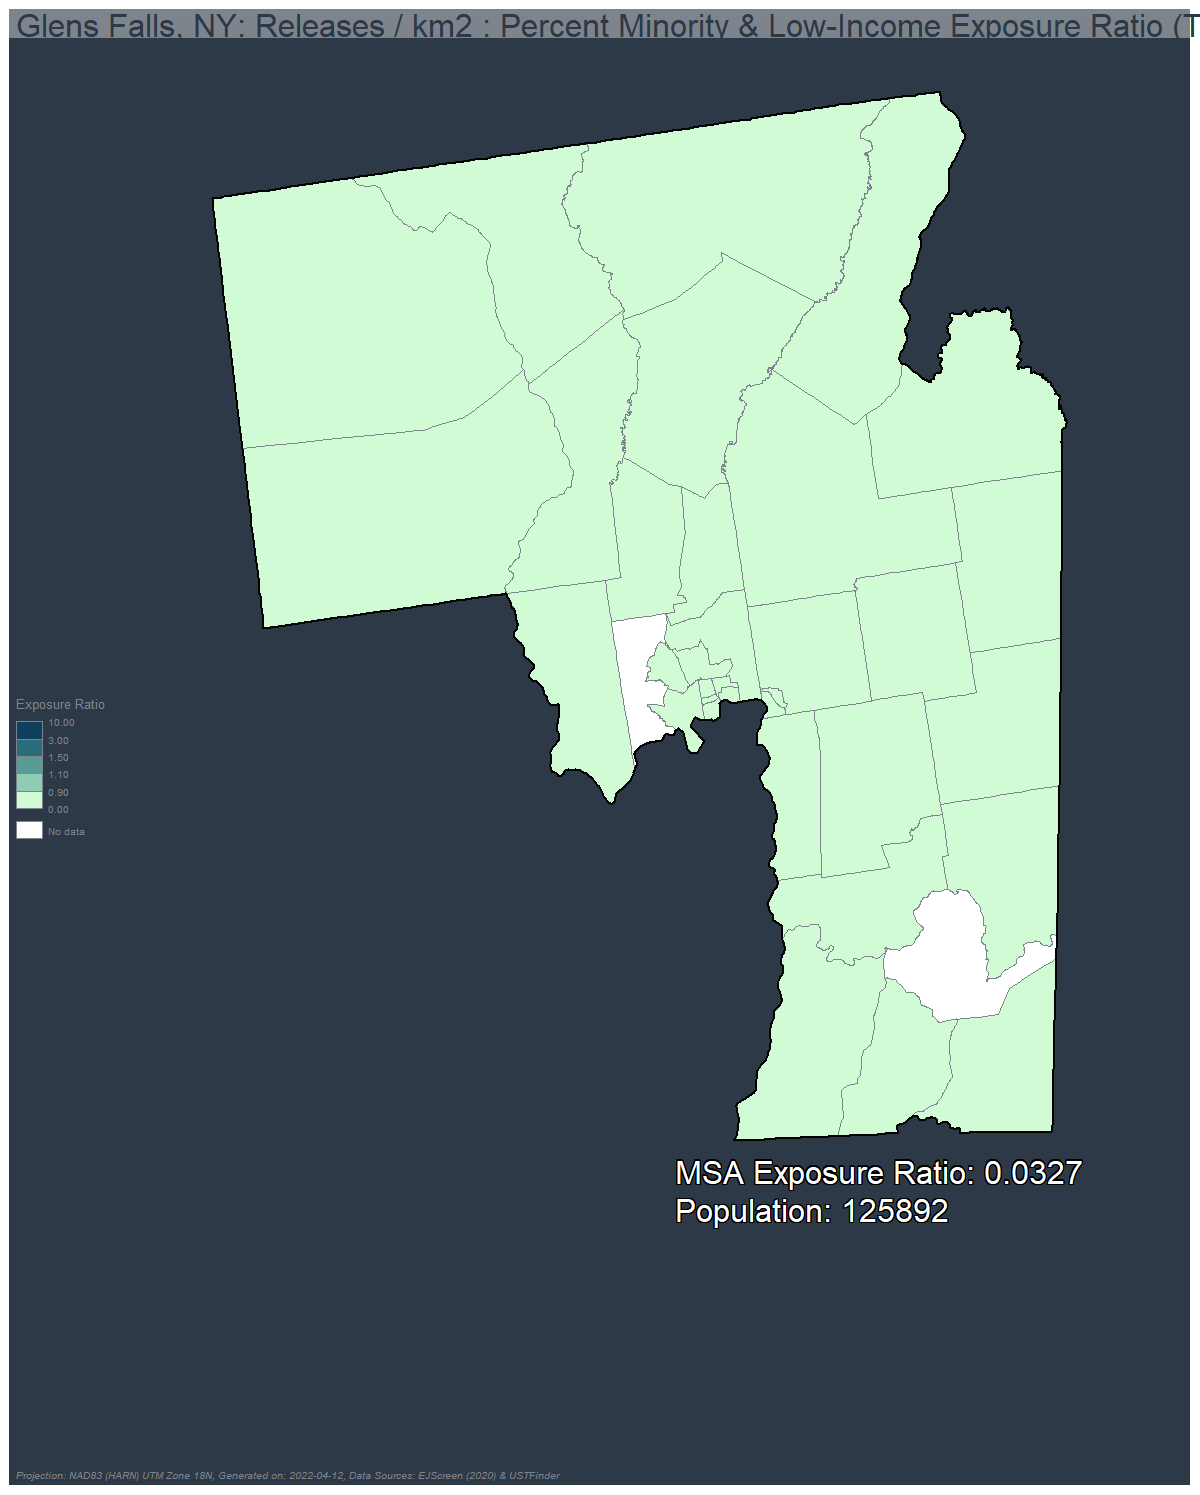 Glens Falls, NY: Releases / km2 : Percent Minority & Low-Income Exposure Ratio (T
Exposure Ratio
10.00
3.00
1.50
1.10
0.90
0.00
No data
MSA Exposure Ratio: 0.0327
Population: 125892
Projection: NAD83 (HARN) UTM Zone 18N, Generated on: 2022-04-12, Data Sources: EJScreen (2020) & USTFinder